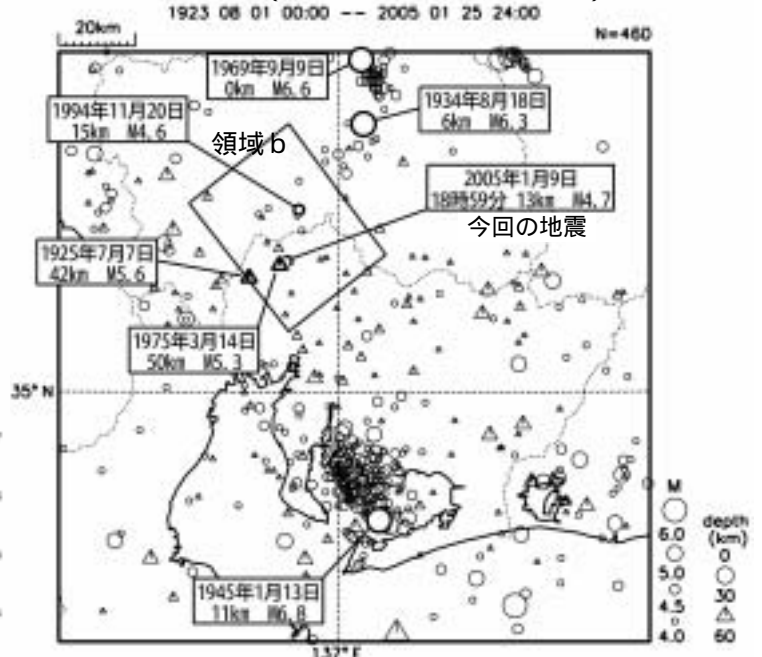 1923 08 01 00:00 -- 2005 01 25 24:00
20km
N=460
1969年9月9日
0km M6.6
1994年11月20日
15km M4.6
1934年8月18日
6km M6.3
領域b
2005年1月9日
18時59分 13km M4.7
今回の地震
1925年7月7日
42km M5.6
1975年3月14日
50km M5.3
35°N
M
6.0
5.0
4.5
4.0
depth
(km)
0
30
60
1945年1月13日
11km M6.8
137°E